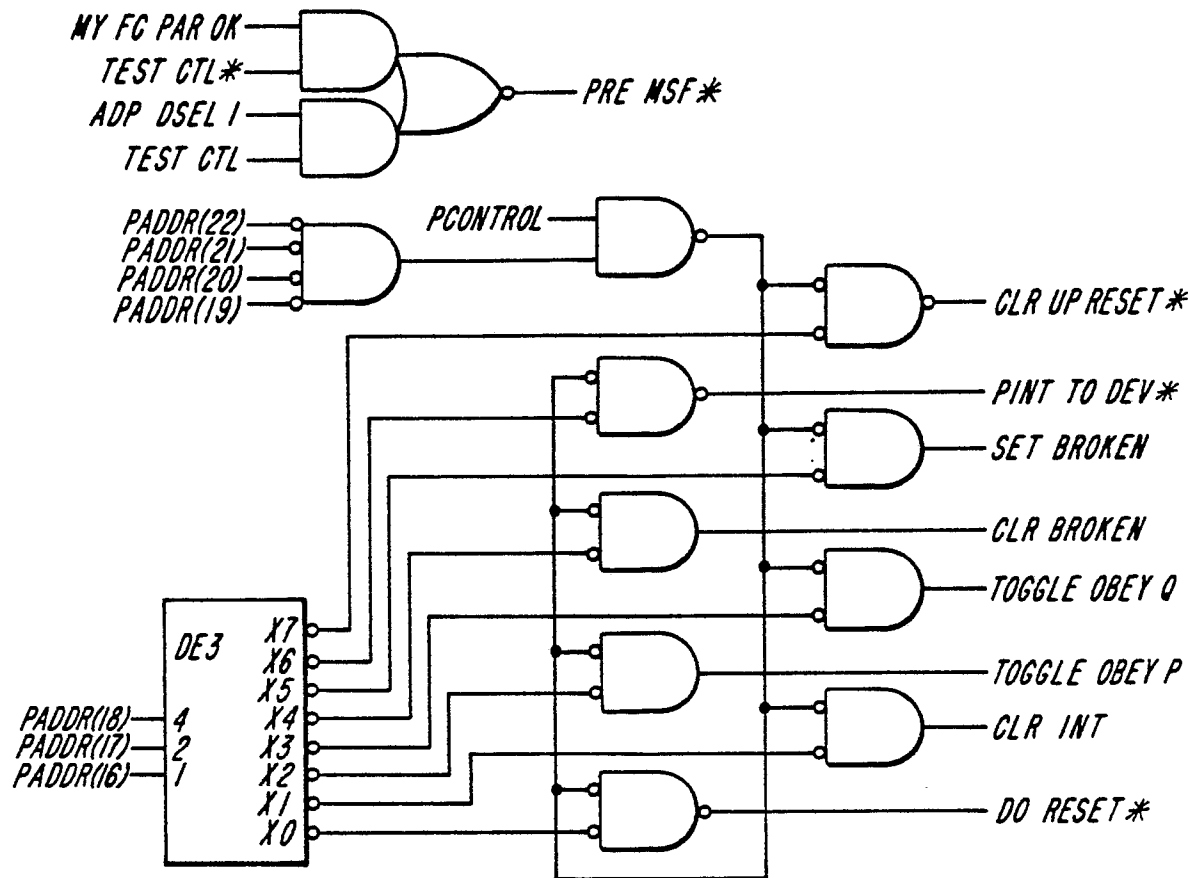 MY FC PAR OK
TEST CTL*
ADP DSEL 1
TEST CTL
PRE MSF*
PADDR(22)
PADDR(21)
PADDR(20)
PADDR(19)
PCONTROL
CLR UP RESET*
PINT TO DEV*
SET BROKEN
CLR BROKEN
TOGGLE OBEY Q
TOGGLE OBEY P
CLR INT
DO RESET*
DE3
X7
X6
X5
X4
X3
X2
X1
X0
PADDR(18) 4
PADDR(17) 2
PADDR(16) 1